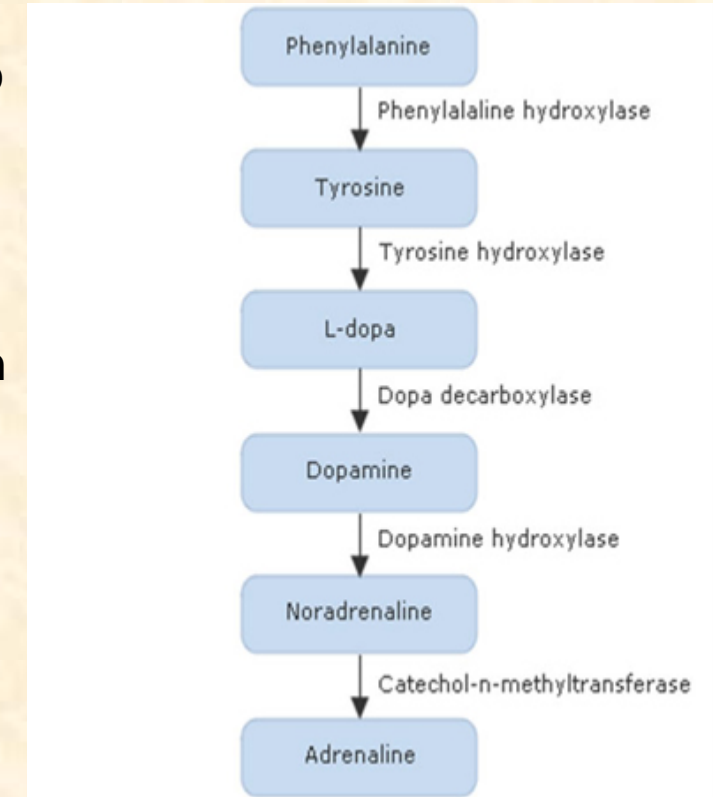 Phenylalanine
Phenylalaline hydroxylase
Tyrosine
Tyrosine hydroxylase
L-dopa
Dopa decarboxylase
Dopamine
Dopamine hydroxylase
Noradrenaline
Catechol-n-methyltransferase
Adrenaline